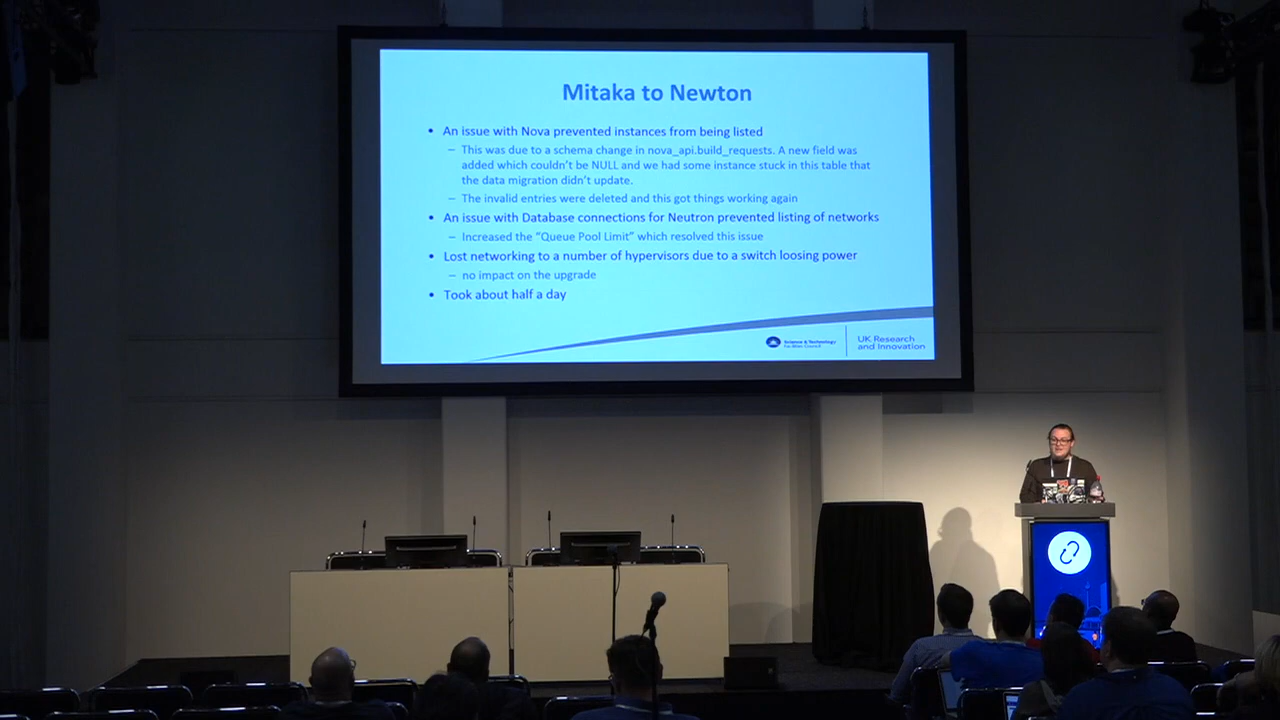 Mitaka to Newton
• An issue with Nova prevented instances from being listed
– This was due to a schema change in nova_api.build_requests. A new field was
added which couldn't be NULL and we had some instance stuck in this table that
the data migration didn't update.
– The invalid entries were deleted and this got things working again
• An issue with Database connections for Neutron prevented listing of networks
– Increased the “Queue Pool Limit” which resolved this issue
• Lost networking to a number of hypervisors due to a switch loosing power
– no impact on the upgrade
• Took about half a day
Science & Technology
Facilities Council
UK Research
and Innovation